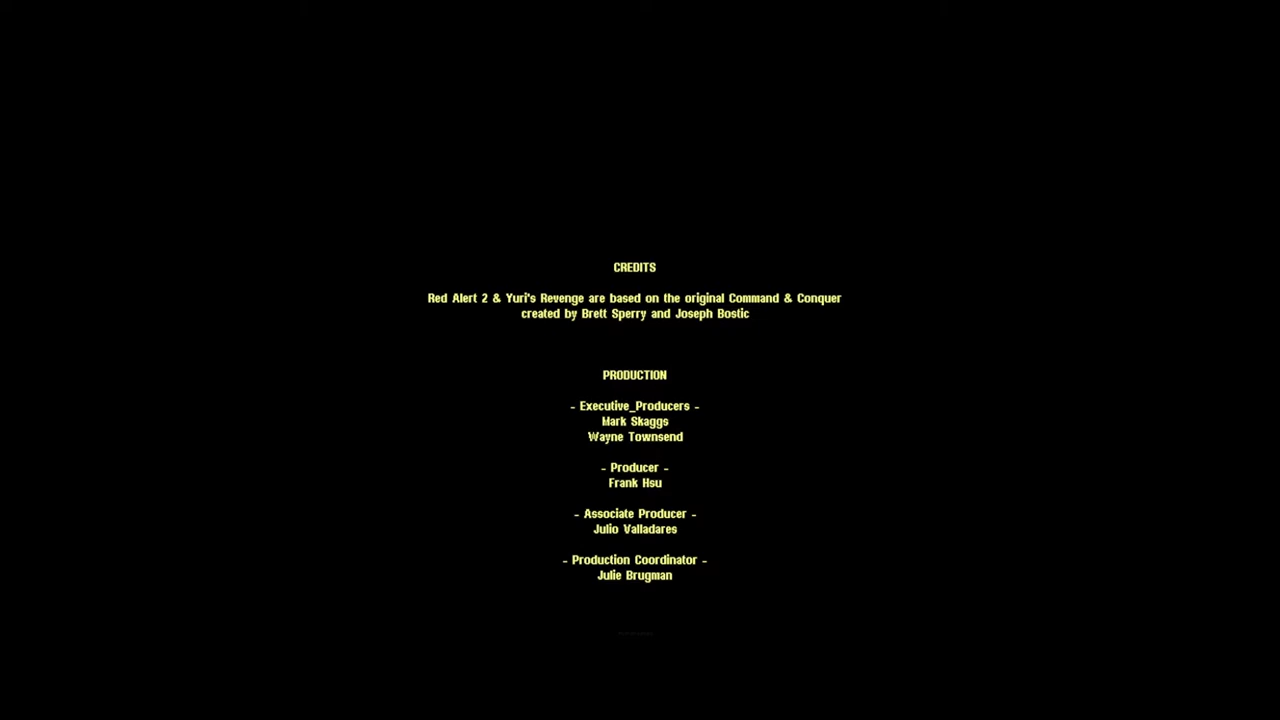 CREDITS
Red Alert 2 & Yuri's Revenge are based on the original Command & Conquer
created by Brett Sperry and Joseph Bostic
PRODUCTION
- Executive_Producers -
Mark Skaggs
Wayne Townsend
- Producer -
Frank Hsu
- Associate Producer -
Julio Valladares
- Production Coordinator -
Julie Brugman